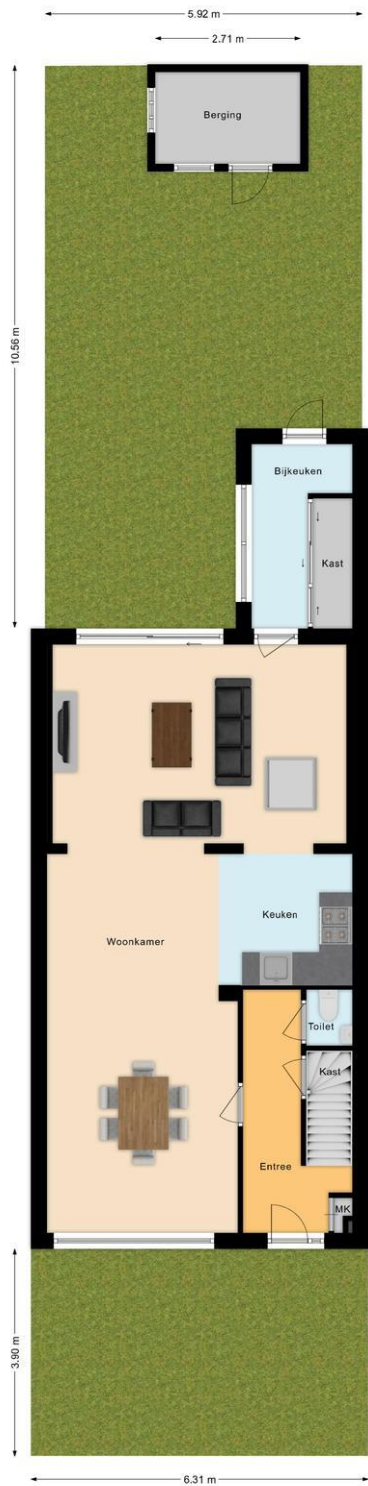 5.92 m
2.71 m
Berging
10.56 m
Bijkeuken
Kast
Woonkamer
Keuken
Toilet
Kast
Entree
MK
3.90 m
6.31 m